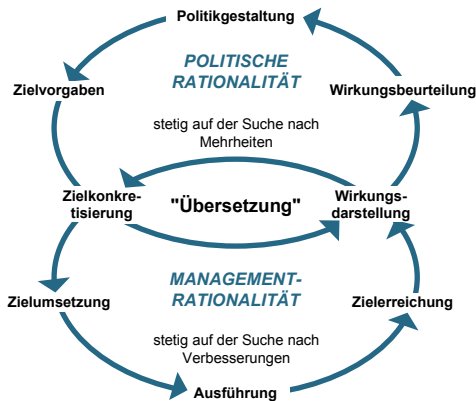 Politikgestaltung
POLITISCHE
RATIONALITÄT
Zielvorgaben
Wirkungsbeurteilung
stetig auf der Suche nach
Mehrheiten
Zielkonkre-
tisierung
"Übersetzung"
Wirkungs-
darstellung
MANAGEMENT-
RATIONALITÄT
Zielumsetzung
Zielerreichung
stetig auf der Suche nach
Verbesserungen
Ausführung